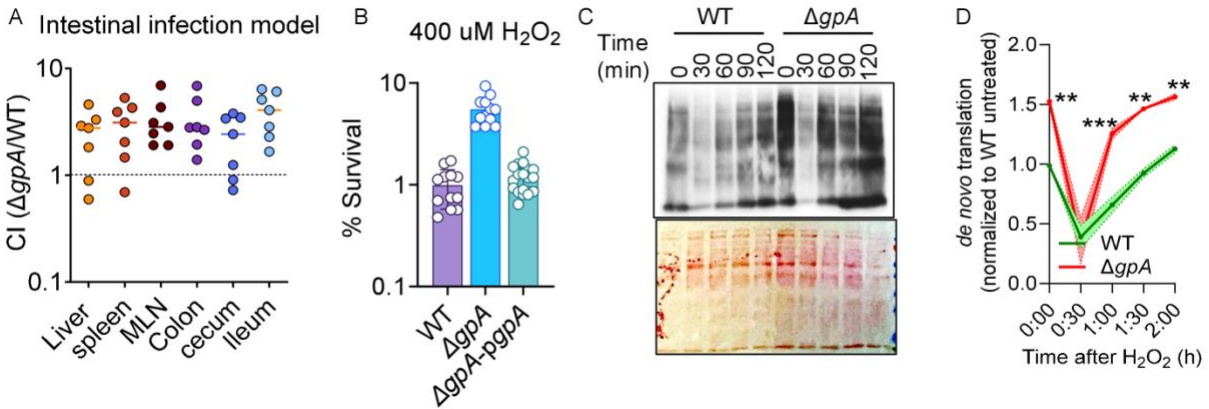 A Intestinal infection model
CI (ΔgpA/WT)
10
1
0.1
Liver
spleen
MLN
Colon
cecum
Ileum
B
400 uM H₂O₂
% Survival
10
1
0.1
WT
ΔgpA
ΔgpA-pgpA
C
WT ΔgpA
Time
(min)
0 30 60 90 120 0 30 60 90 120
D
de novo translation
(normalized to WT untreated)
2.0
1.5
1.0
0.5
0.0
** *** ** **
WT
ΔgpA
0:00 0:30 1:00 1:30 2:00
Time after H₂O₂ (h)